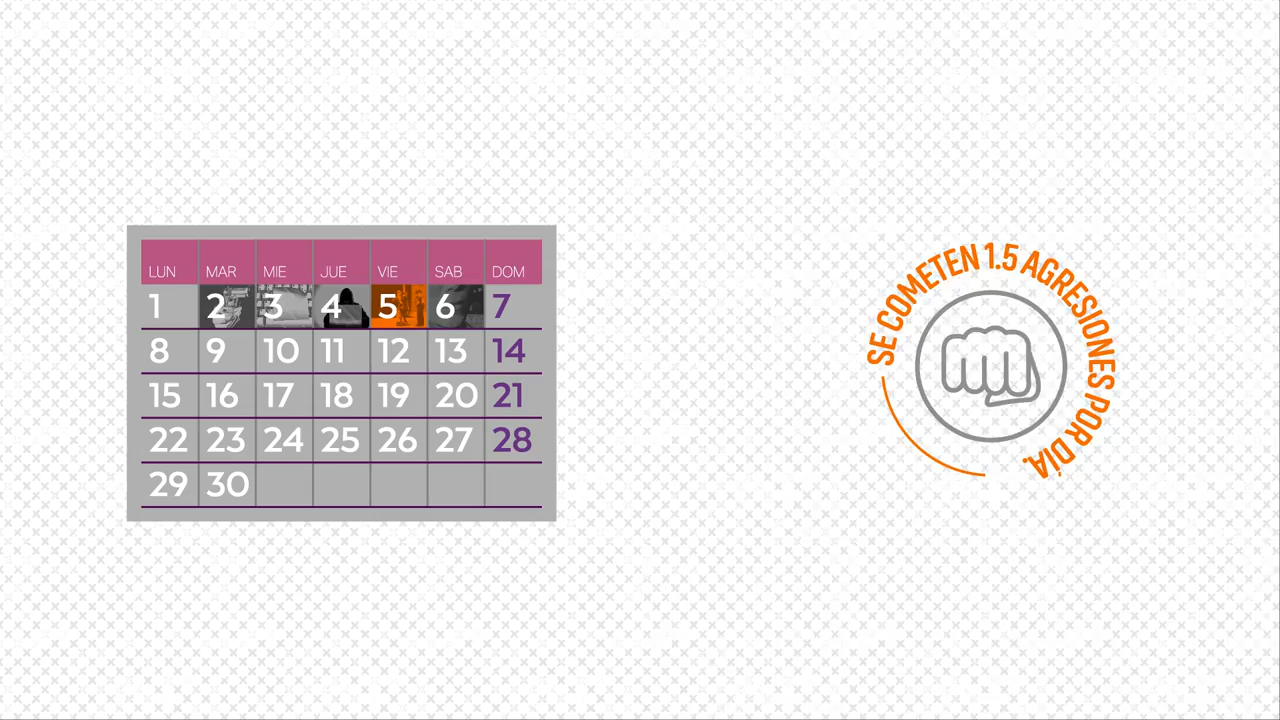 LUN MAR MIE JUE VIE SAB DOM
1 2 3 4 5 6 7
8 9 10 11 12 13 14
15 16 17 18 19 20 21
22 23 24 25 26 27 28
29 30
SE COMETEN 1.5 AGRESIONES POR DÍA.